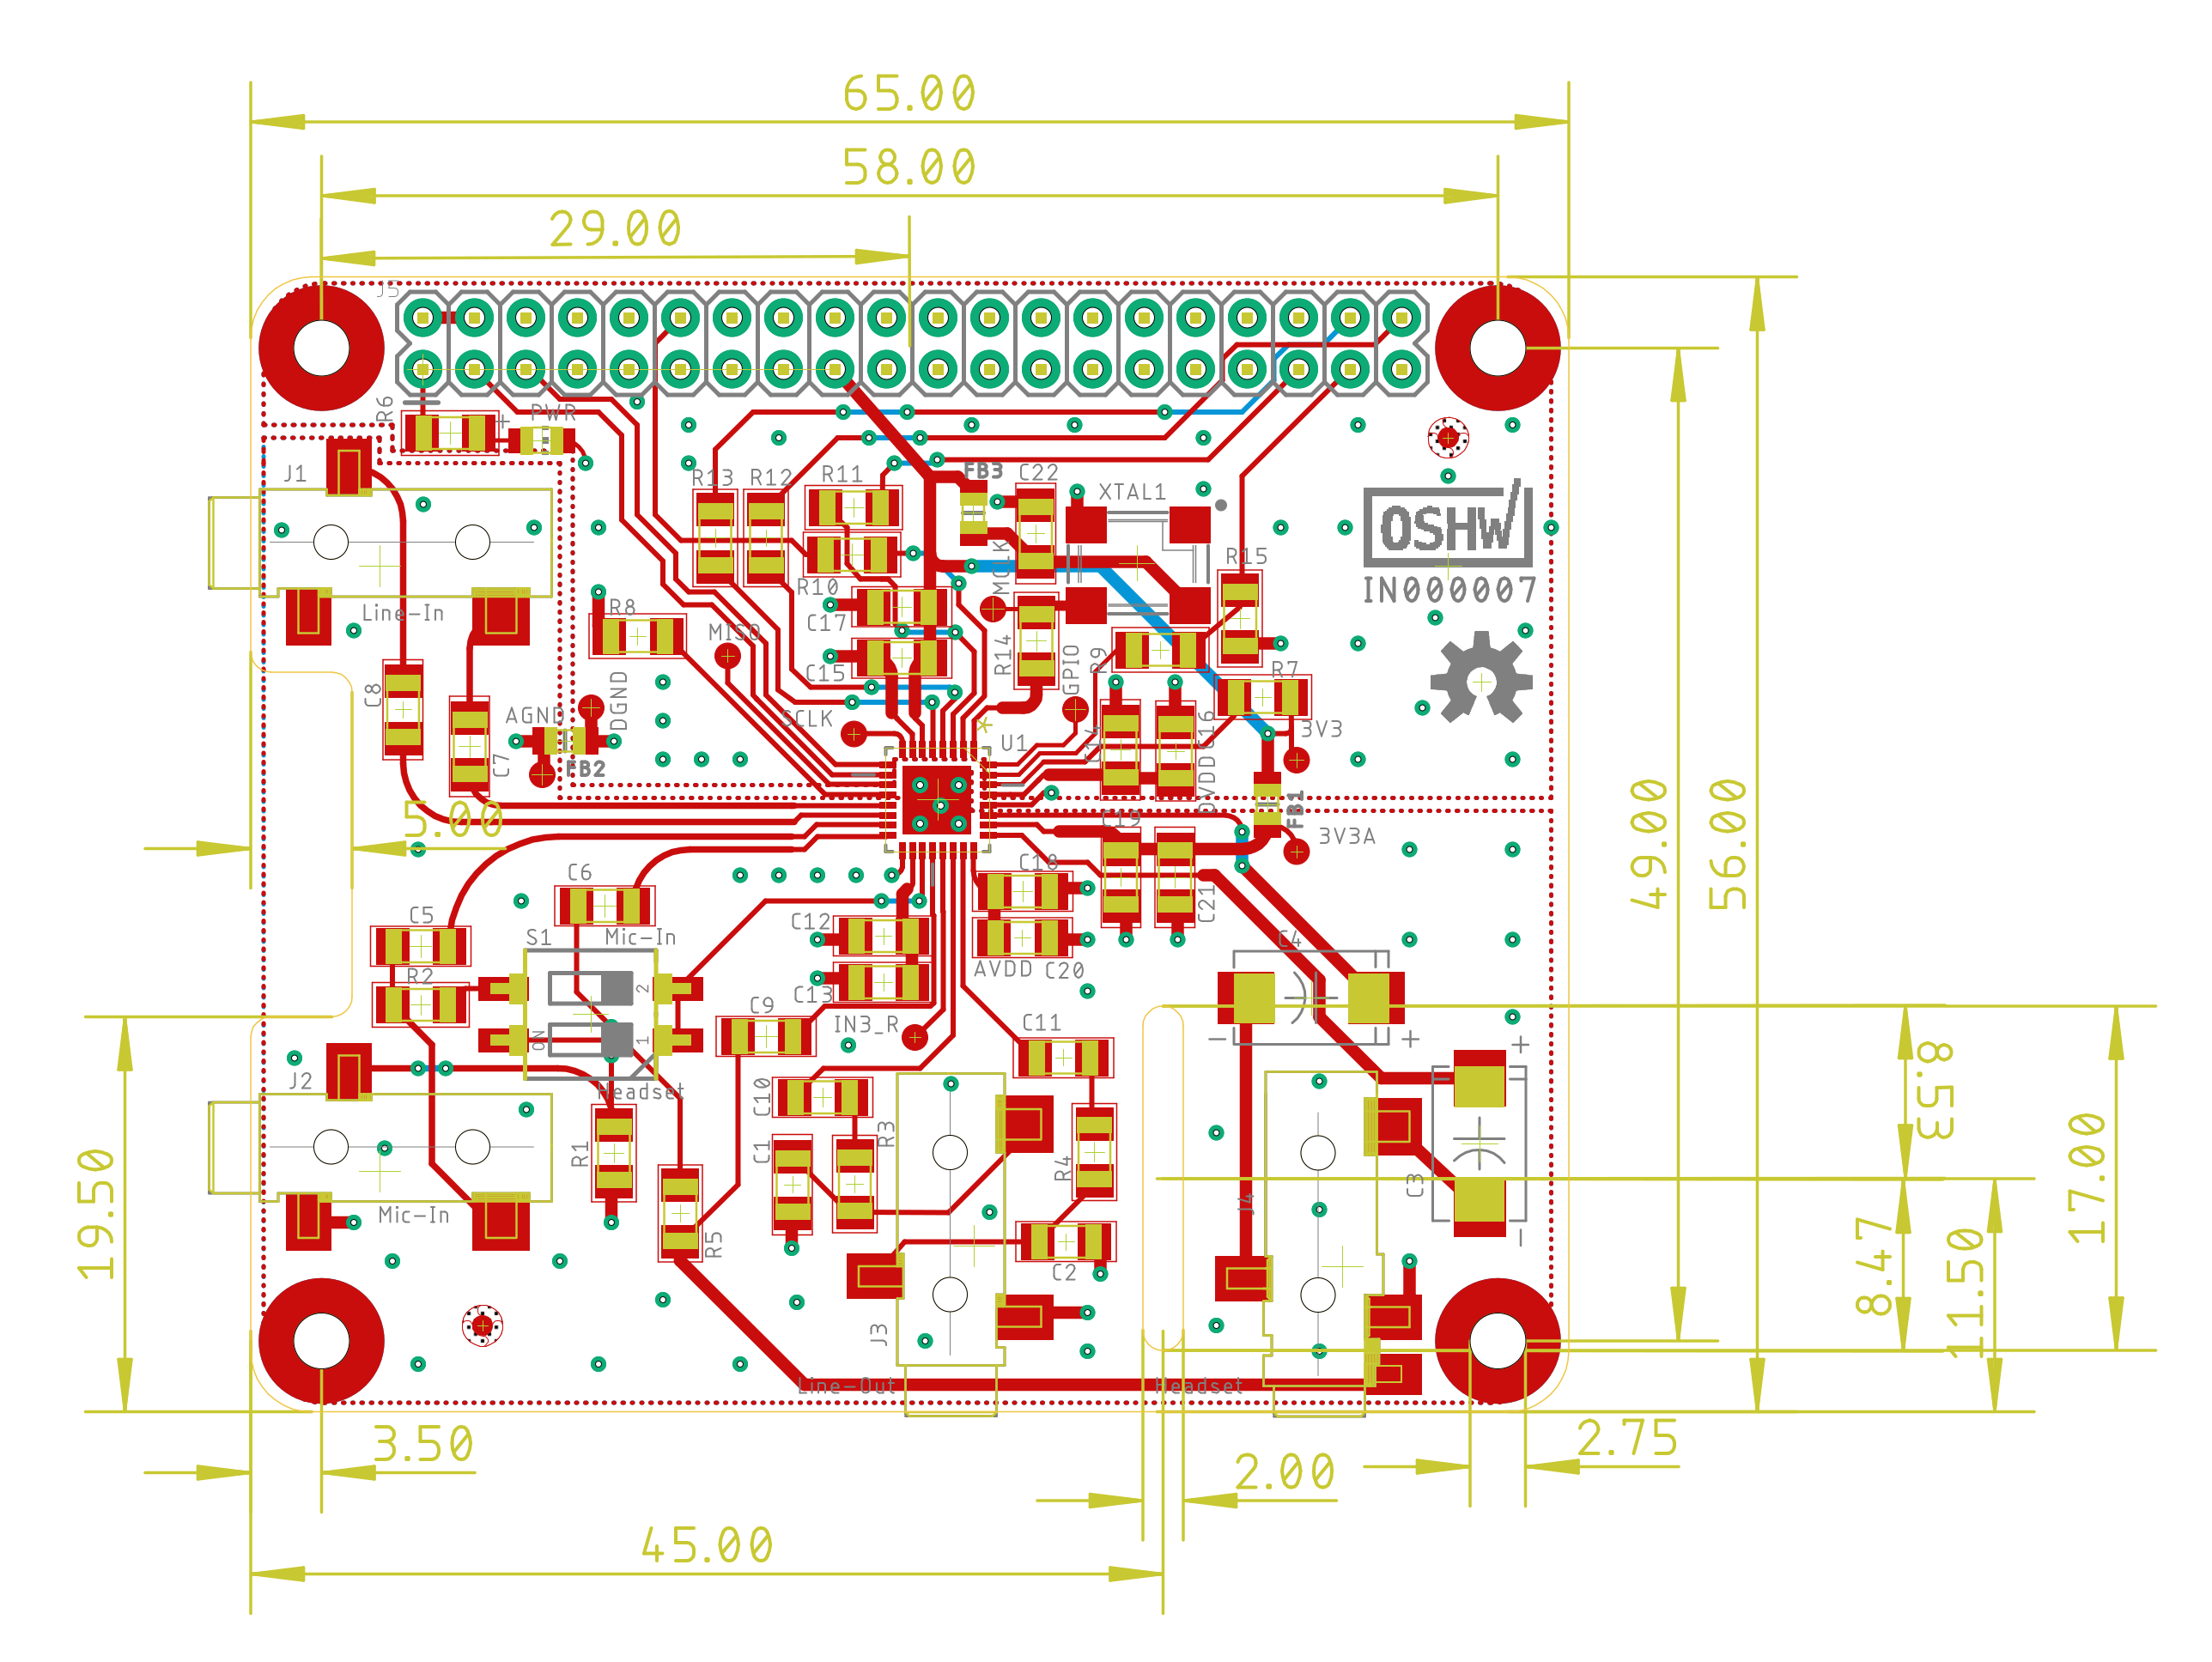 65.00
58.00
29.00
J5
R6
+
PWR
J1
R13
R12
R11
FB3
C22
XTAL1
OSHW
IN000007
Line-In
R8
MISO
R10
C17
C15
MCLK
R14
GPIO
R9
R15
R7
3V3
C8
C7
AGND
DGND
FB2
SCLK
U1
C14
C16
DVDD
FB1
3V3A
5.00
C19
C18
C21
C6
C5
R2
S1
Mic-In
C12
C13
AVDD
C20
C4
- +
2
1
ON
C9
IN3_R
C11
J2
Headset
C10
C1
R3
R1
R4
R5
C2
J3
J4
C3
+
-
Mic-In
Line-Out
Headset
49.00
56.00
8.53
17.00
8.47
11.50
19.50
3.50
2.75
2.00
45.00